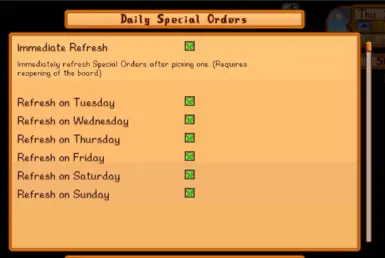 Daily Special Orders
Thu
Immediate Refresh
Immediately refresh Special Orders after picking one. (Requires
reopening of the board)
Refresh on Tuesday
Refresh on Wednesday
Refresh on Thursday
Refresh on Friday
Refresh on Saturday
Refresh on Sunday